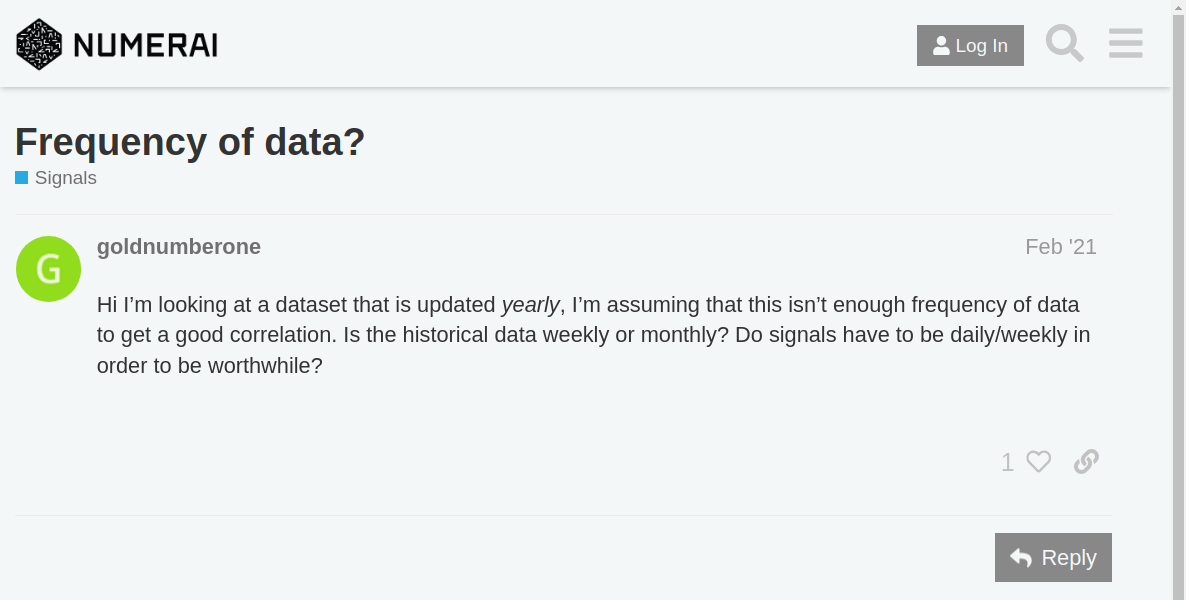 NUMERAI
Log In
Frequency of data?
Signals
G
goldnumberone
Feb '21
Hi I’m looking at a dataset that is updated yearly, I’m assuming that this isn’t enough frequency of data
to get a good correlation. Is the historical data weekly or monthly? Do signals have to be daily/weekly in
order to be worthwhile?
1
Reply